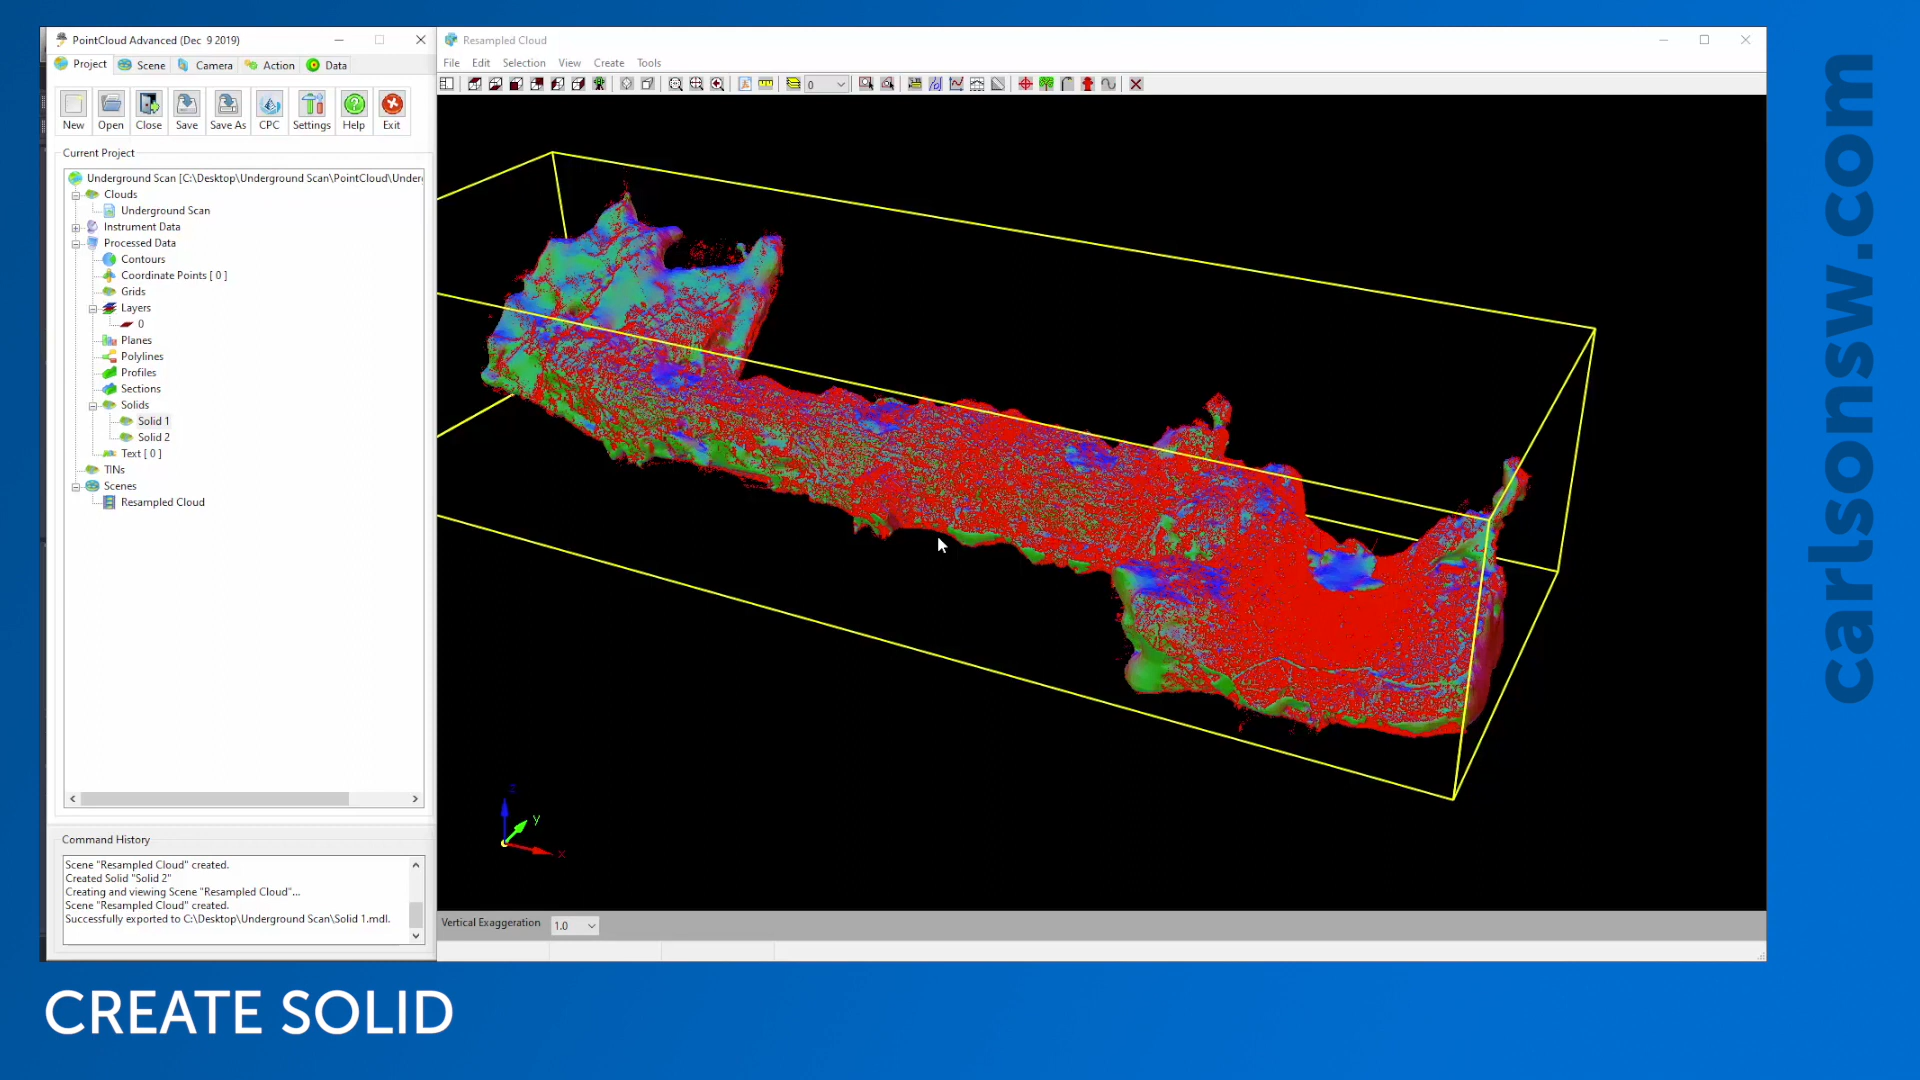 PointCloud Advanced (Dec 9 2019)
Project Scene Camera Action Data
New Open Close Save Save As CPC Settings Help Exit
Current Project
Underground Scan [C:\Desktop\Underground Scan\PointCloud\Underg
Clouds
Underground Scan
Instrument Data
Processed Data
Contours
Coordinate Points [ 0 ]
Grids
Layers
0
Planes
Polylines
Profiles
Sections
Solids
Solid 1
Solid 2
Text [ 0 ]
TINs
Scenes
Resampled Cloud
Command History
Scene "Resampled Cloud" created.
Created Solid "Solid 2"
Creating and viewing Scene "Resampled Cloud"...
Scene "Resampled Cloud" created.
Successfully exported to C:\Desktop\Underground Scan\Solid 1.mdl.
Resampled Cloud
File Edit Selection View Create Tools
0
z
y
x
Vertical Exaggeration 1.0
carlsonsw.com
CREATE SOLID